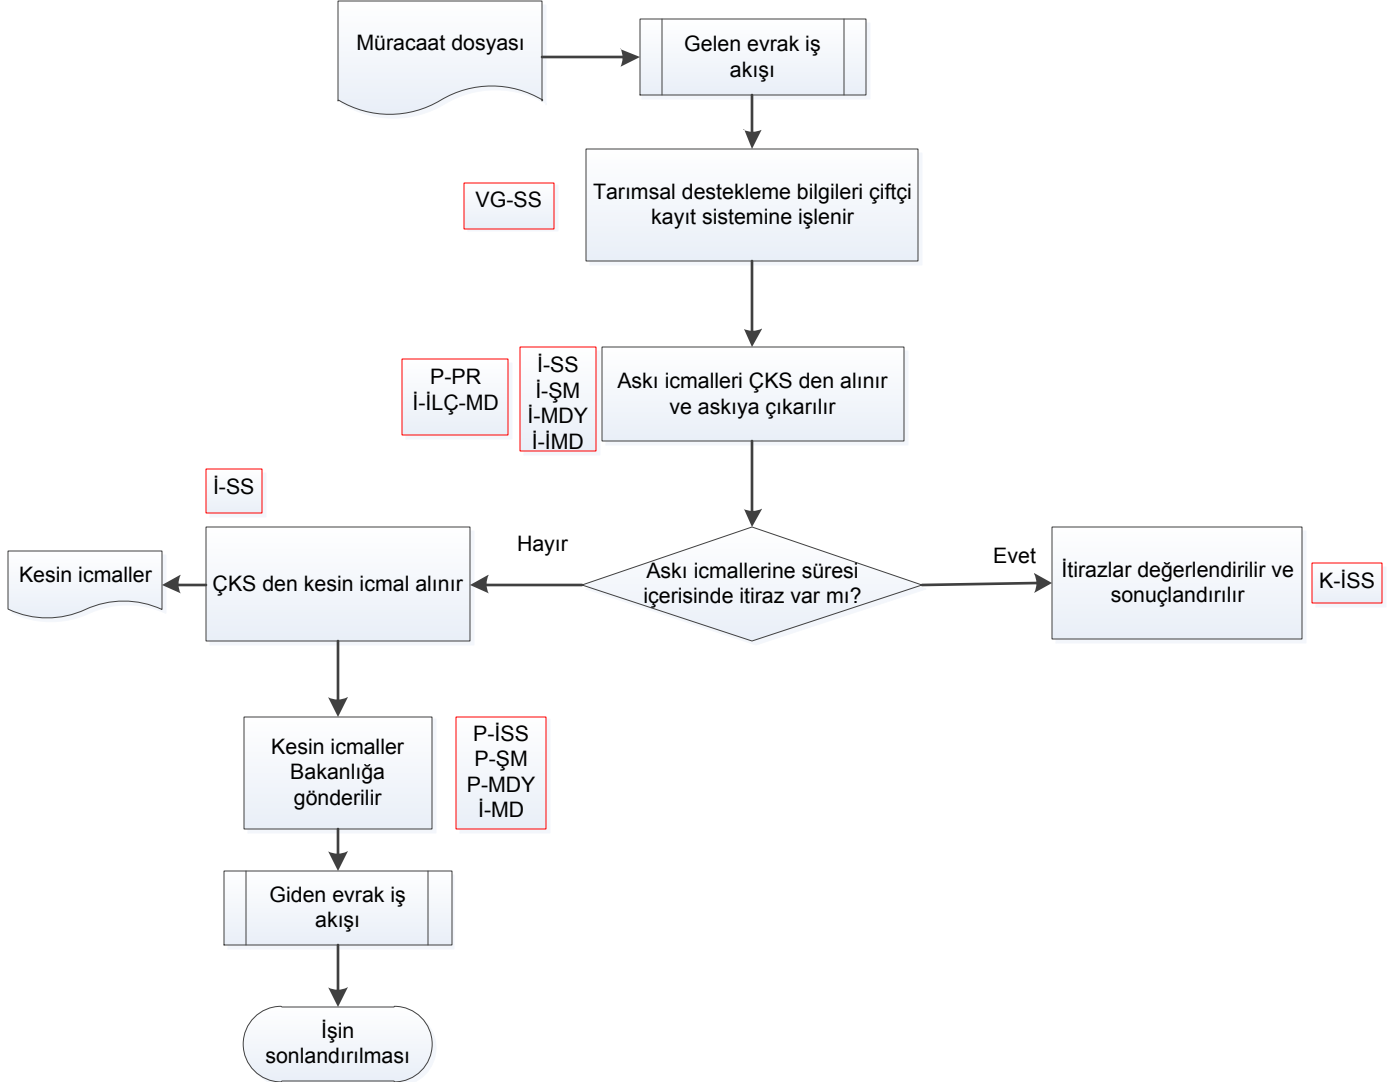 Müracaat dosyası
Gelen evrak iş
akışı
VG-SS
Tarımsal destekleme bilgileri çiftçi
kayıt sistemine işlenir
P-PR
İ-İLÇ-MD
İ-SS
İ-ŞM
İ-MDY
İ-İMD
Askı icmalleri ÇKS den alınır
ve askıya çıkarılır
İ-SS
Kesin icmaller
ÇKS den kesin icmal alınır
Hayır
Askı icmallerine süresi
içerisinde itiraz var mı?
Evet
İtirazlar değerlendirilir ve
sonuçlandırılır
K-İSS
Kesin icmaller
Bakanlığa
gönderilir
P-İSS
P-ŞM
P-MDY
İ-MD
Giden evrak iş
akışı
İşin
sonlandırılması